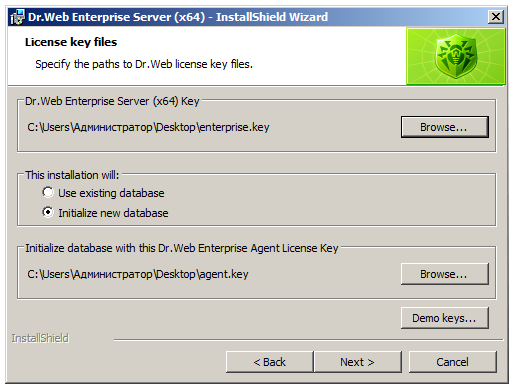 Dr.Web Enterprise Server (x64) - InstallShield Wizard
License key files
Specify the paths to Dr.Web license key files.
Dr.Web Enterprise Server (x64) Key
C:\Users\Администратор\Desktop\enterprise.key
Browse...
This installation will:
Use existing database
Initialize new database
Initialize database with this Dr.Web Enterprise Agent License Key
C:\Users\Администратор\Desktop\agent.key
Browse...
Demo keys...
InstallShield
< Back
Next >
Cancel